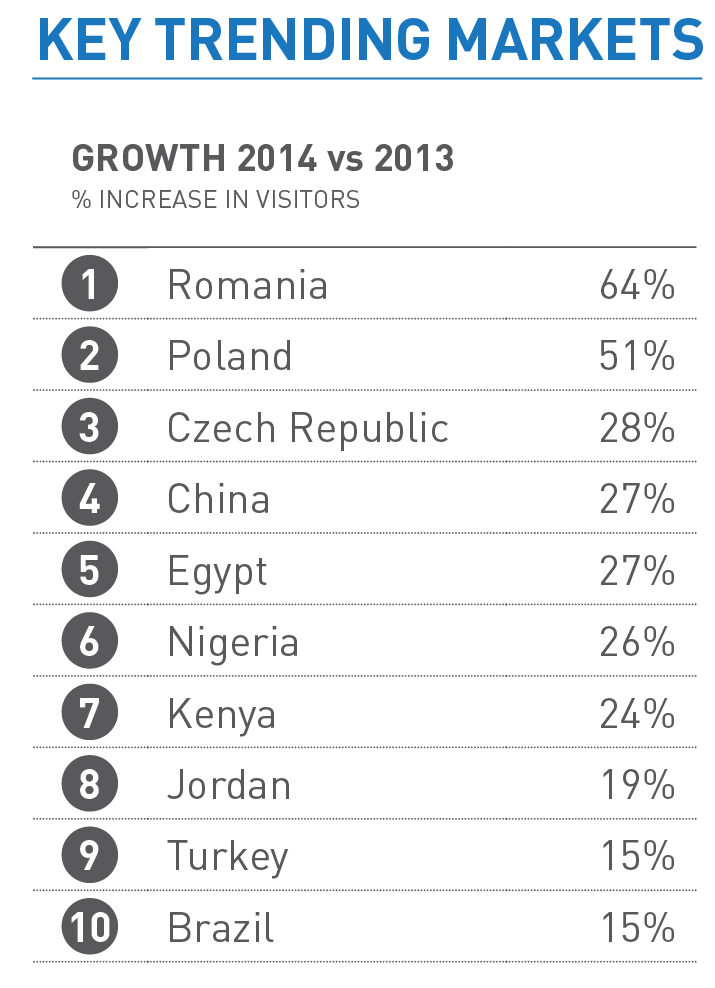 KEY TRENDING MARKETS
GROWTH 2014 vs 2013
% INCREASE IN VISITORS
1 Romania 64%
2 Poland 51%
3 Czech Republic 28%
4 China 27%
5 Egypt 27%
6 Nigeria 26%
7 Kenya 24%
8 Jordan 19%
9 Turkey 15%
10 Brazil 15%